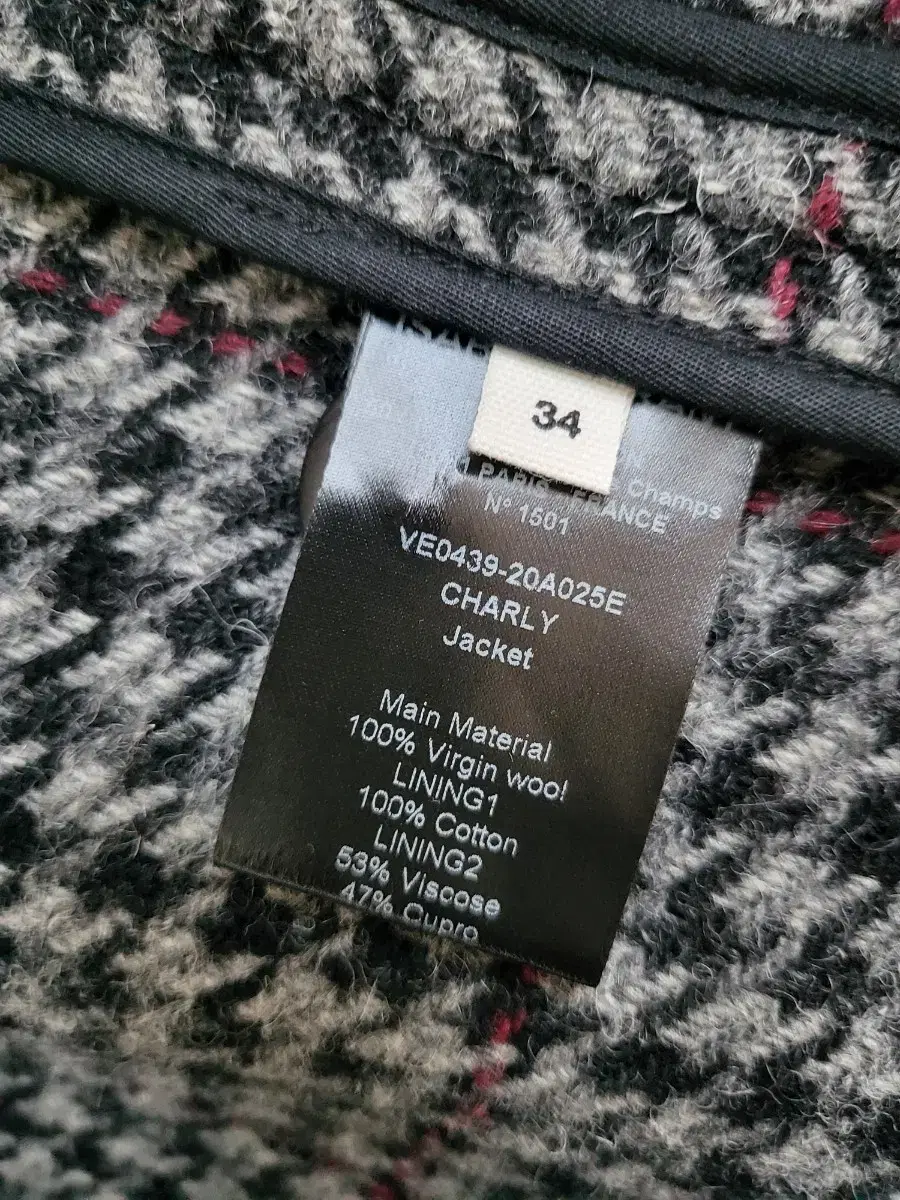 34
Champs
PARIS - FRANCE
N° 1501
VE0439-20A025E
CHARLY
Jacket
Main Material
100% Virgin wool
LINING1
100% Cotton
LINING2
53% Viscose
47% Cupro